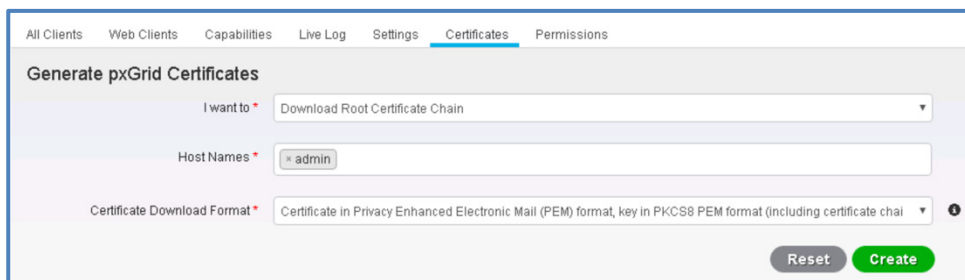 All Clients Web Clients Capabilities Live Log Settings Certificates Permissions
Generate pxGrid Certificates
I want to * Download Root Certificate Chain
Host Names * × admin
Certificate Download Format * Certificate in Privacy Enhanced Electronic Mail (PEM) format, key in PKCS8 PEM format (including certificate chai
Reset Create